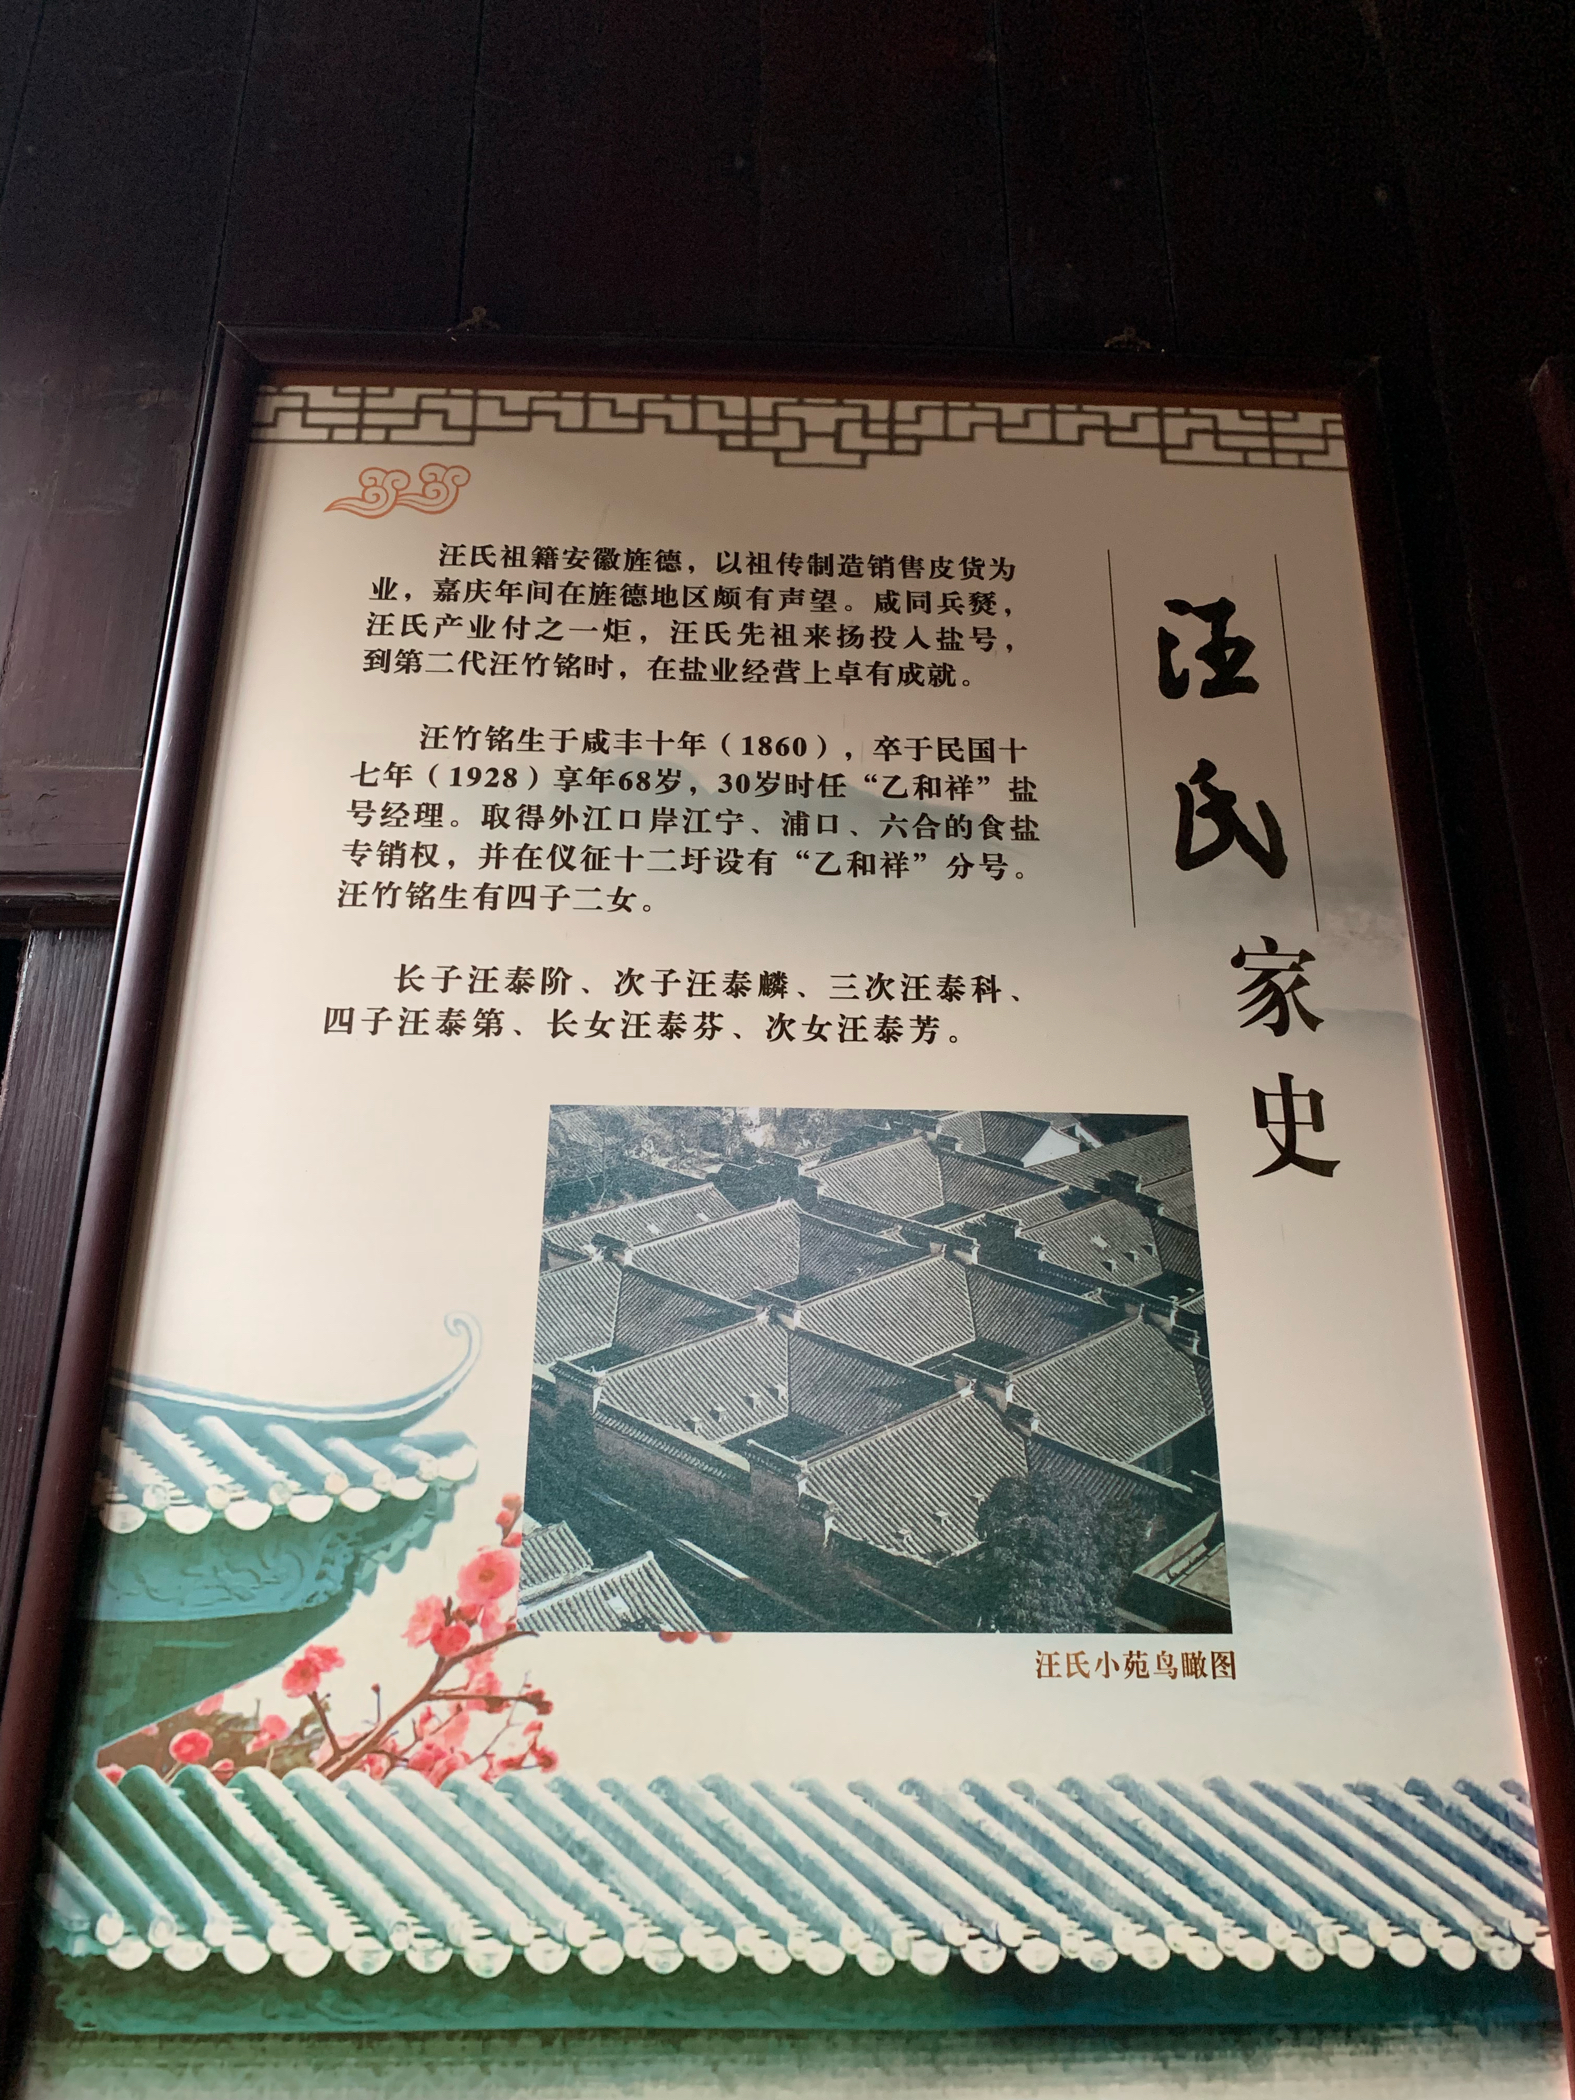 汪氏家史
汪氏祖籍安徽旌德，以祖传制造销售皮货为
业，嘉庆年间在旌德地区颇有声望。咸同兵燹，
汪氏产业付之一炬，汪氏先祖来扬投入盐号，
到第二代汪竹铭时，在盐业经营上卓有成就。
汪竹铭生于咸丰十年（1860），卒于民国十
七年（1928）享年68岁，30岁时任“乙和祥”盐
号经理。取得外江口岸江宁、浦口、六合的食盐
专销权，并在仪征十二圩设有“乙和祥”分号。
汪竹铭生有四子二女。
长子汪泰阶、次子汪泰麟、三次汪泰科、
四子汪泰第、长女汪泰芬、次女汪泰芳。
汪氏小苑鸟瞰图